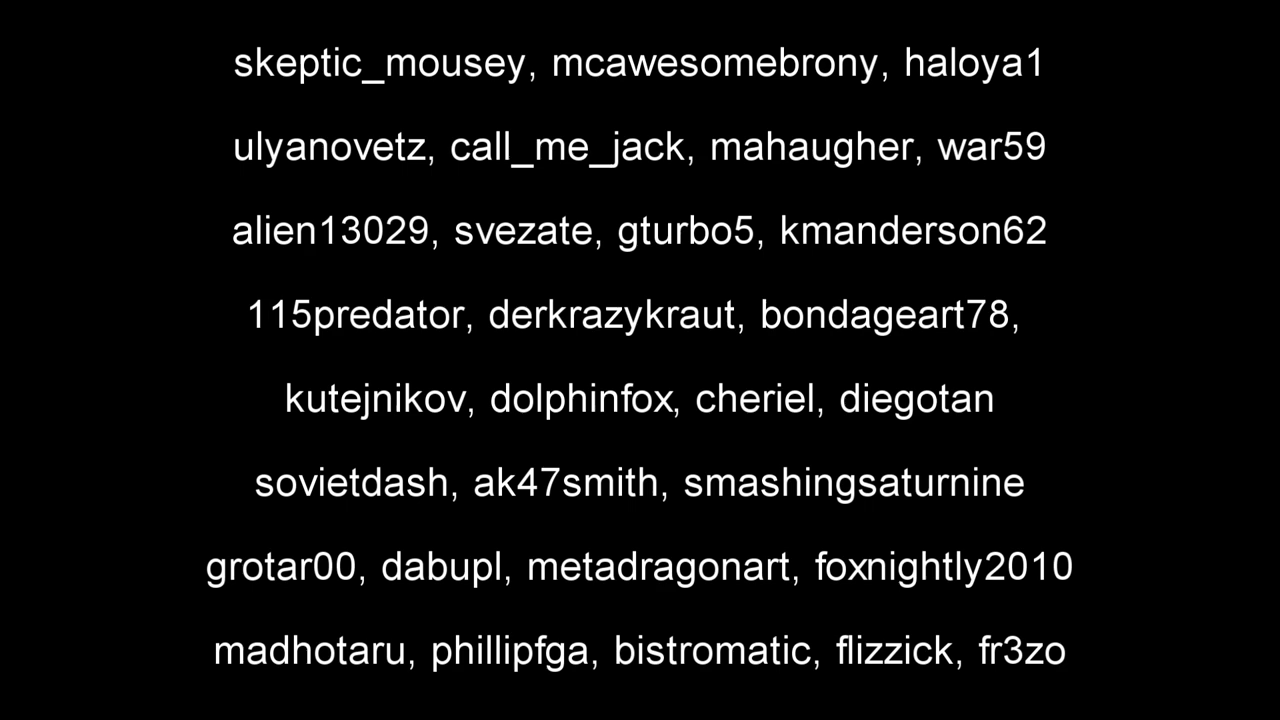 skeptic_mousey, mcawesomebrony, haloya1
ulyanovetz, call_me_jack, mahaugher, war59
alien13029, svezate, gturbo5, kmanderson62
115predator, derkrazykraut, bondageart78,
kutejnikov, dolphinfox, cheriel, diegotan
sovietdash, ak47smith, smashingsaturnine
grotar00, dabupl, metadragonart, foxnightly2010
madhotaru, phillipfga, bistromatic, flizzick, fr3zo